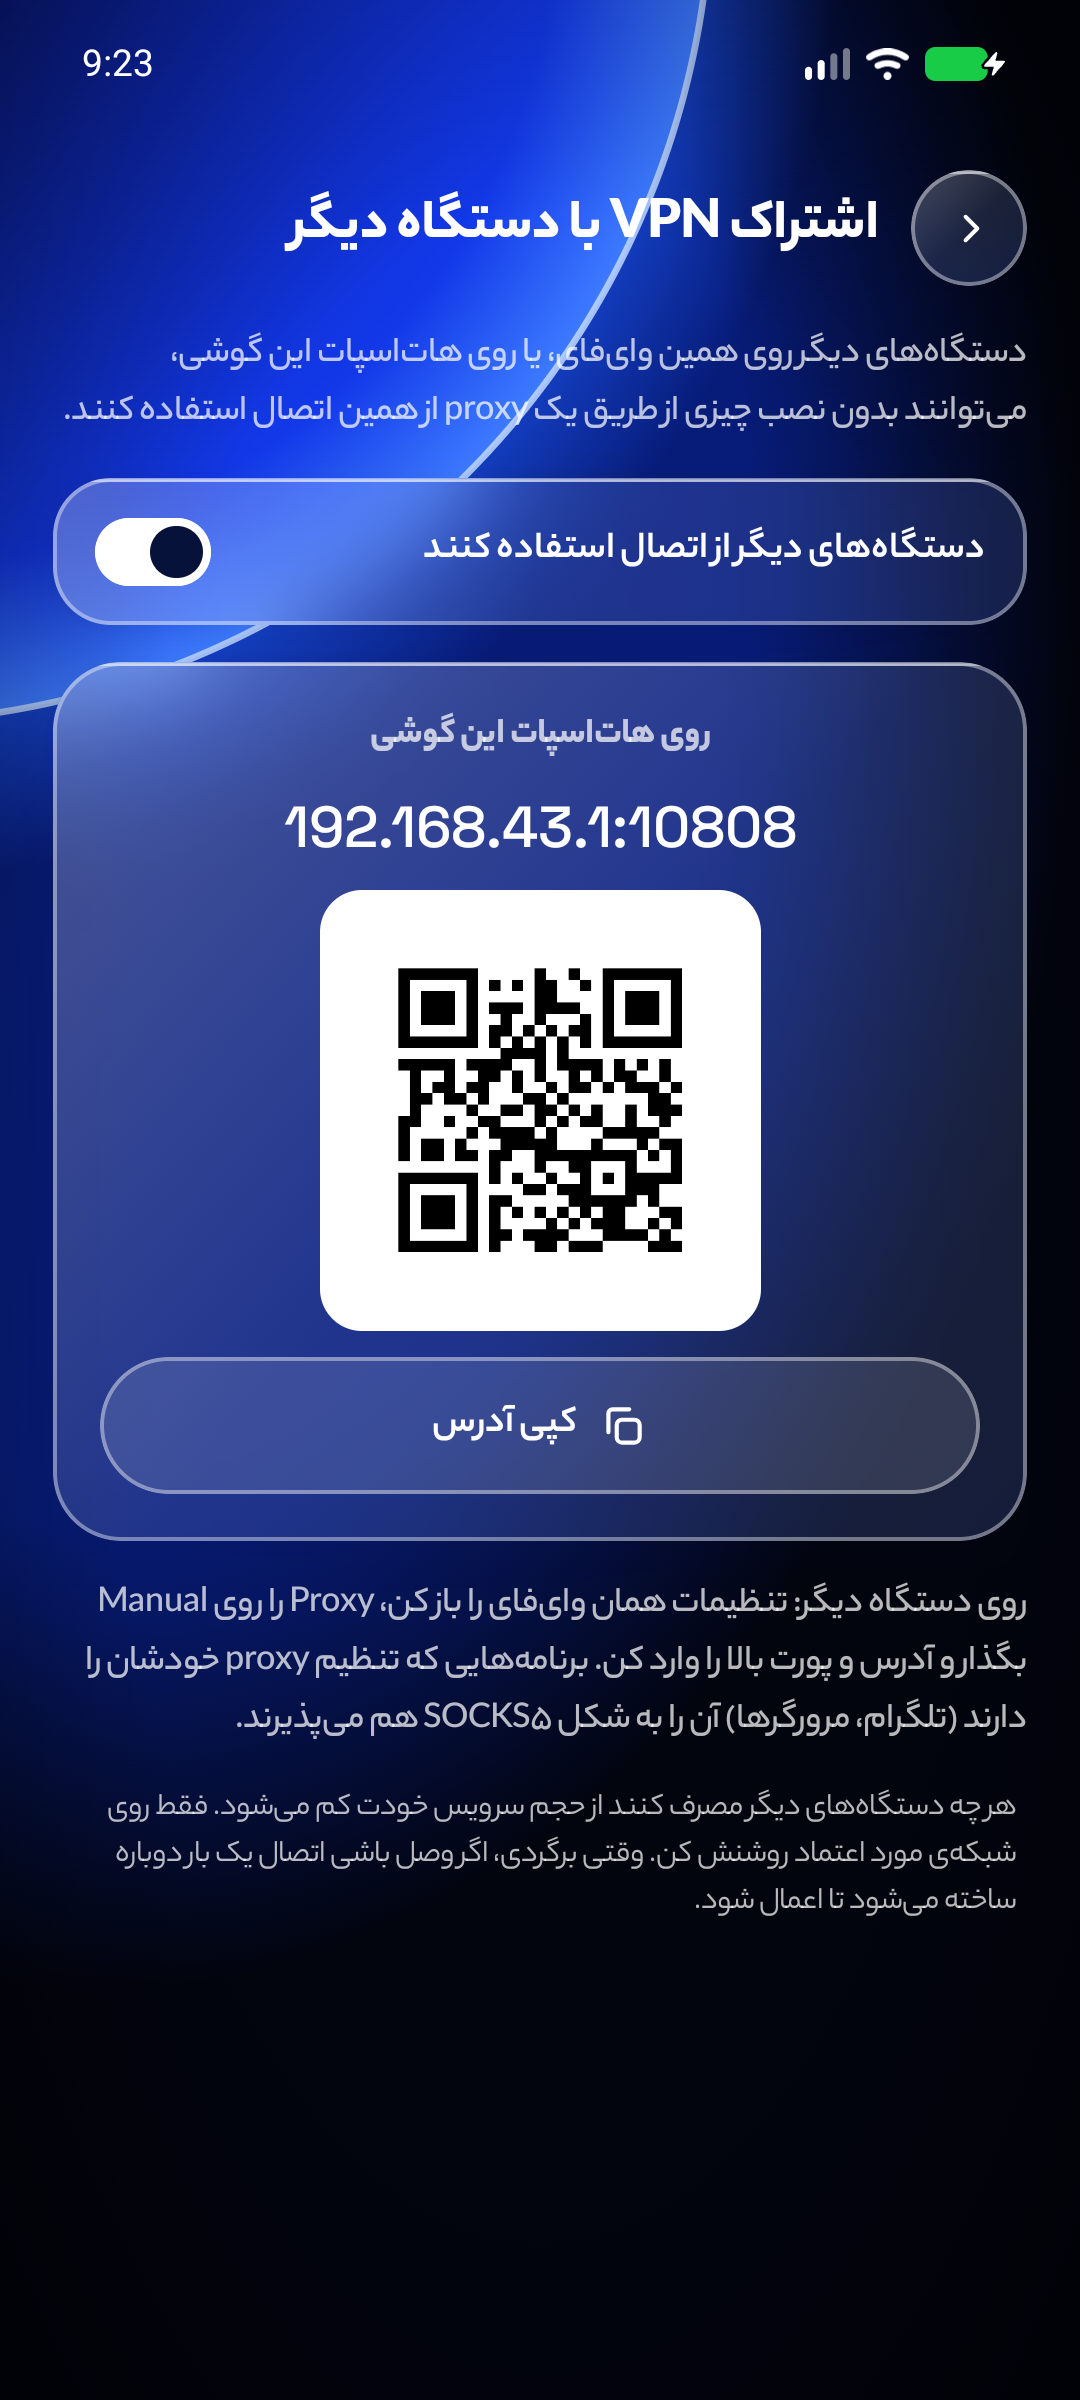 9:23
اشتراک VPN با دستگاه دیگر
دستگاه‌های دیگر روی همین وای‌فای، یا روی هات‌اسپات این گوشی،
می‌توانند بدون نصب چیزی از طریق یک proxy از همین اتصال استفاده کنند.
دستگاه‌های دیگر از اتصال استفاده کنند
روی هات‌اسپات این گوشی
192.168.43.1:10808
کپی آدرس
روی دستگاه دیگر: تنظیمات همان وای‌فای را باز کن، Proxy را روی Manual
بگذار و آدرس و پورت بالا را وارد کن. برنامه‌هایی که تنظیم proxy خودشان را
دارند (تلگرام، مرورگرها) آن را به شکل SOCKS۵ هم می‌پذیرند.
هر چه دستگاه‌های دیگر مصرف کنند از حجم سرویس خودت کم می‌شود. فقط روی
شبکه‌ی مورد اعتماد روشنش کن. وقتی برگردی، اگر وصل باشی اتصال یک بار دوباره
ساخته می‌شود تا اعمال شود.